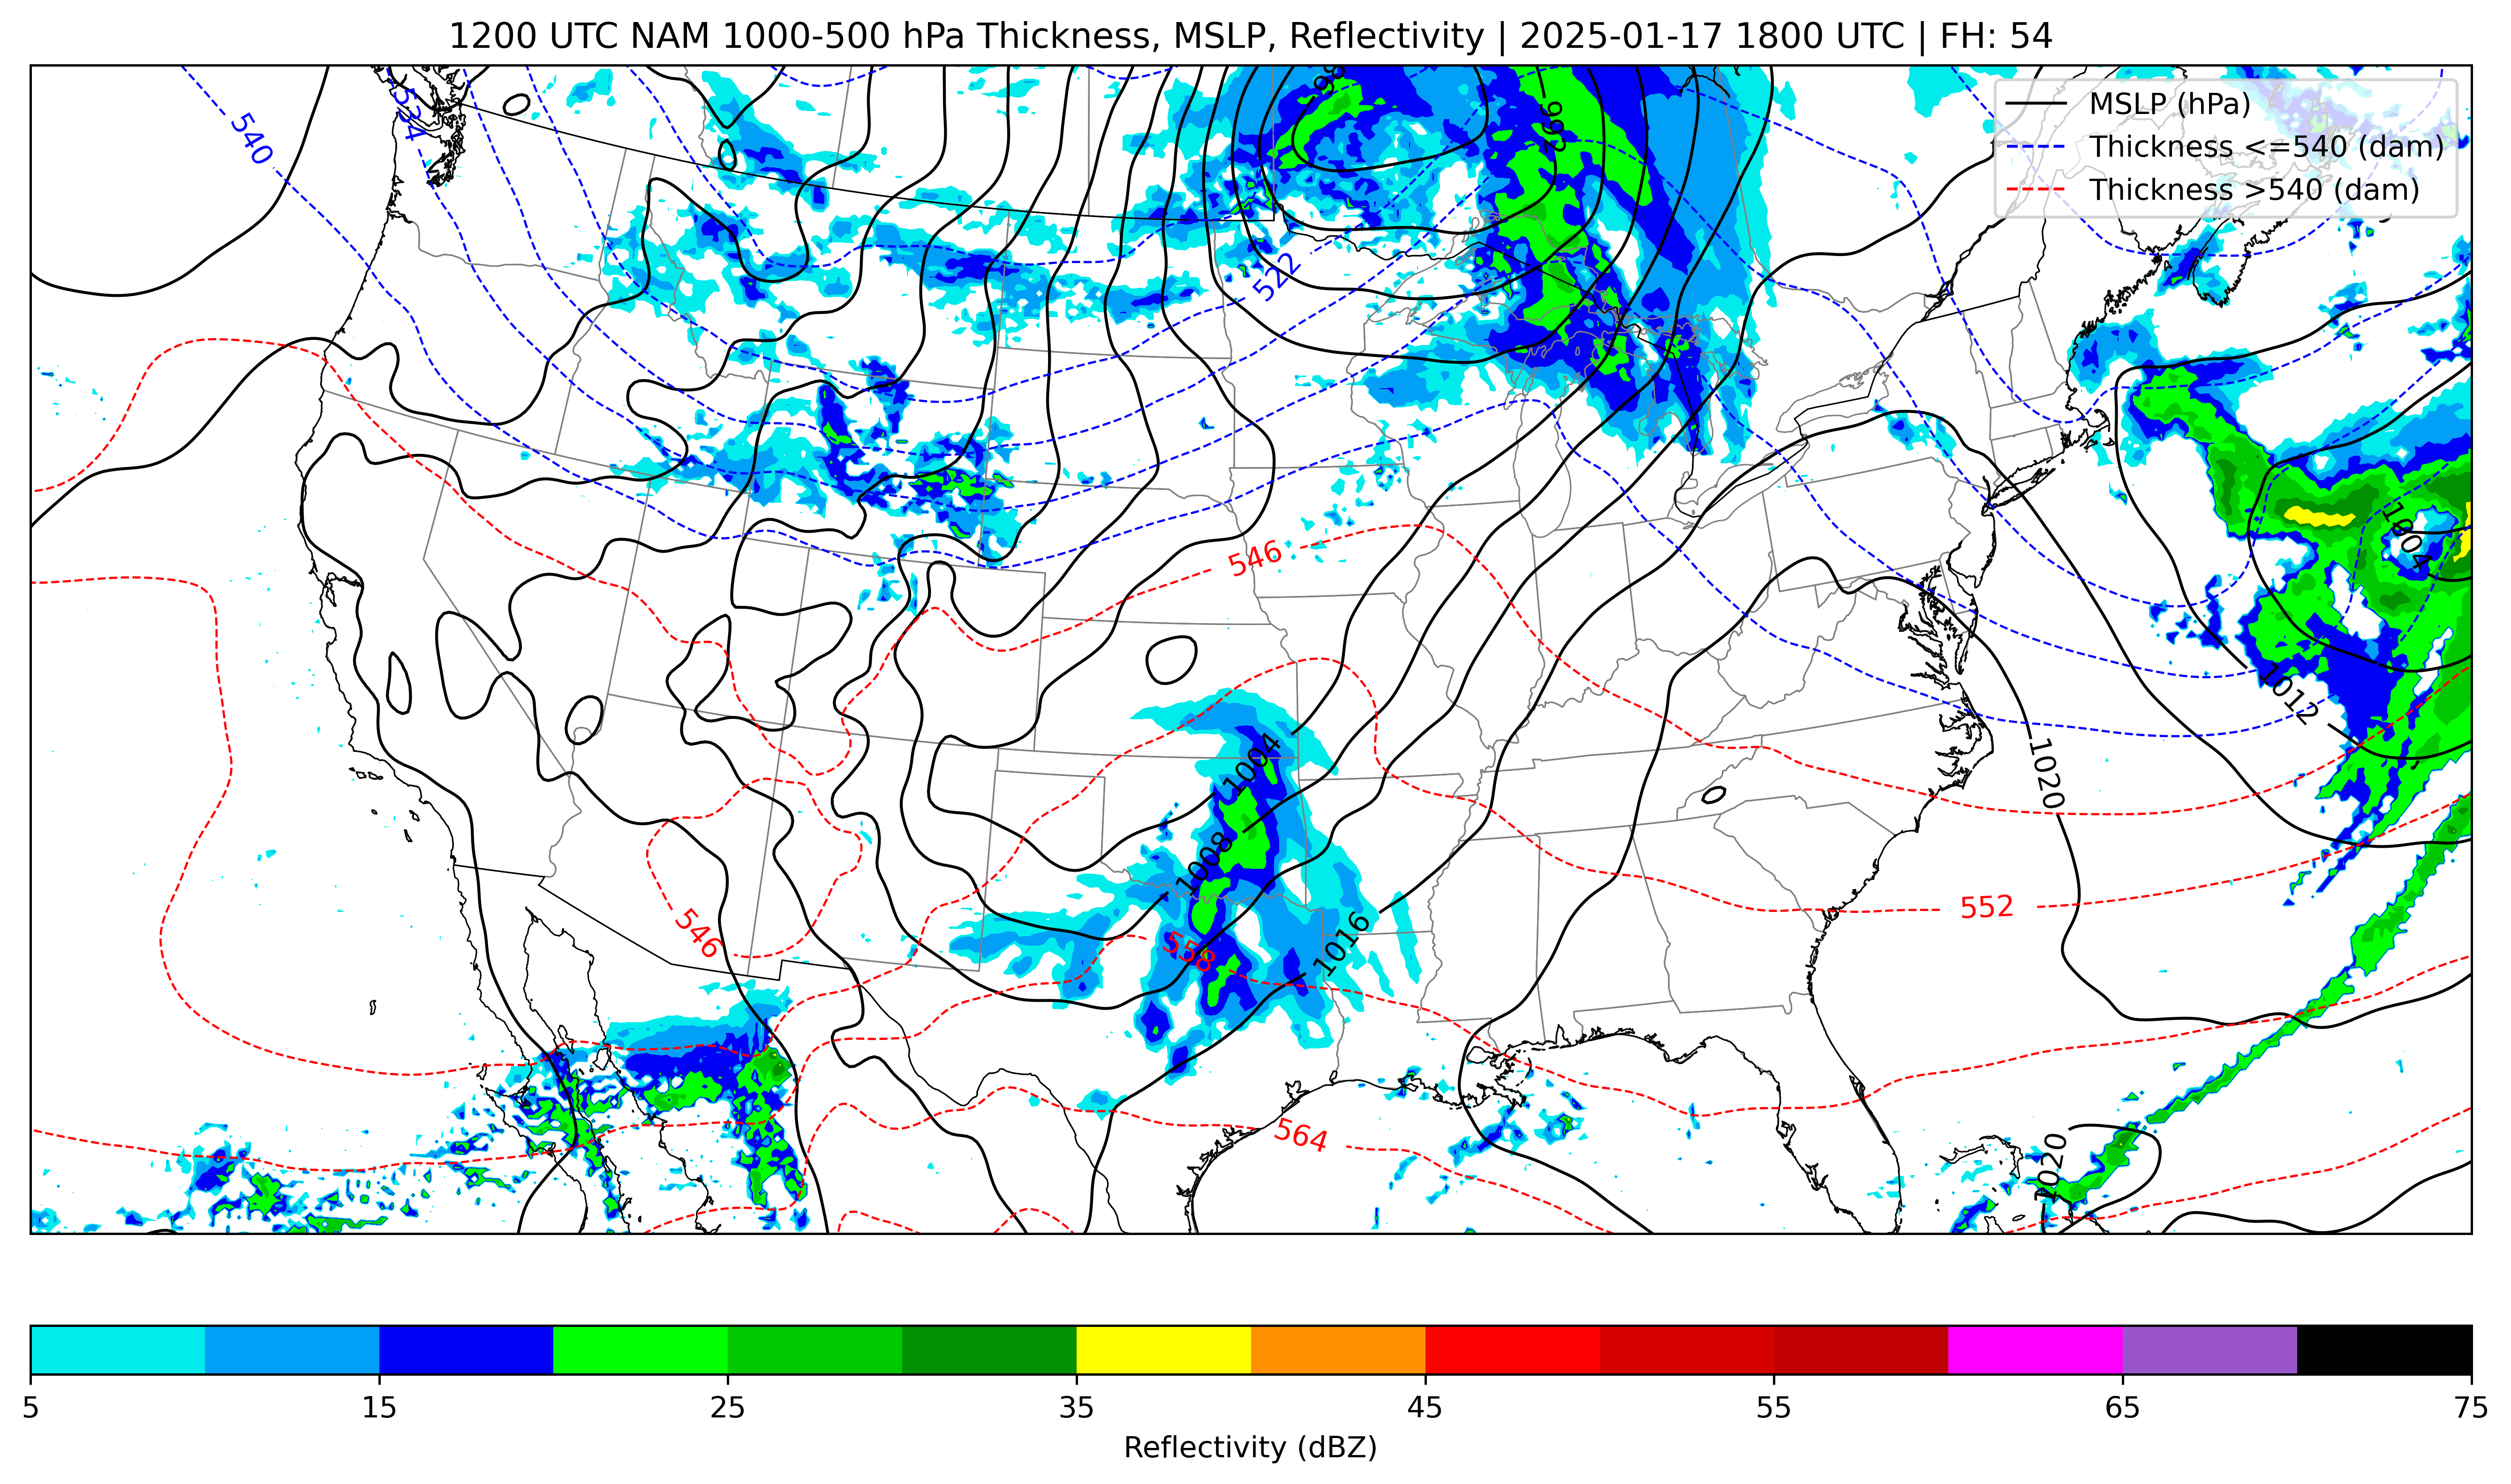 1200 UTC NAM 1000-500 hPa Thickness, MSLP, Reflectivity | 2025-01-17 1800 UTC | FH: 54
MSLP (hPa)
Thickness <=540 (dam)
Thickness >540 (dam)
540
534
992
522
546
1004
1004
1012
1020
1008
552
546
558
1016
564
1020
5 15 25 35 45 55 65 75
Reflectivity (dBZ)